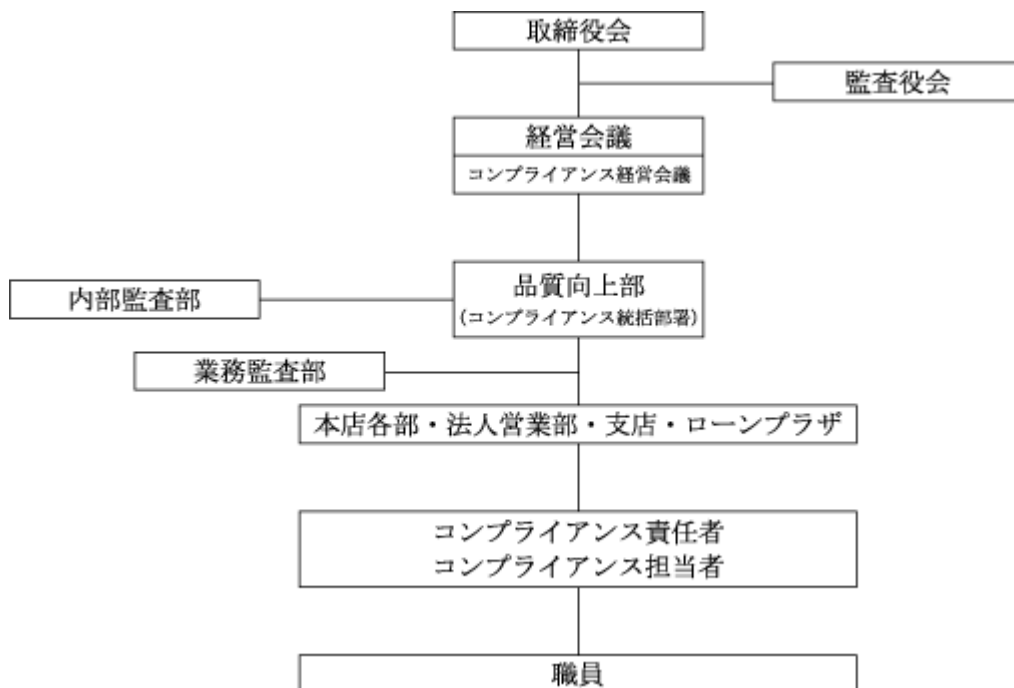 取締役会
監査役会
経営会議
コンプライアンス経営会議
品質向上部
(コンプライアンス統括部署)
内部監査部
業務監査部
本店各部・法人営業部・支店・ローンプラザ
コンプライアンス責任者
コンプライアンス担当者
職員